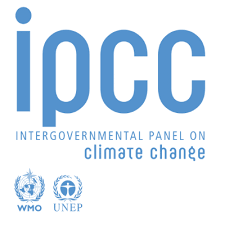 ipcc
INTERGOVERNMENTAL PANEL ON
climate change
WMO UNEP